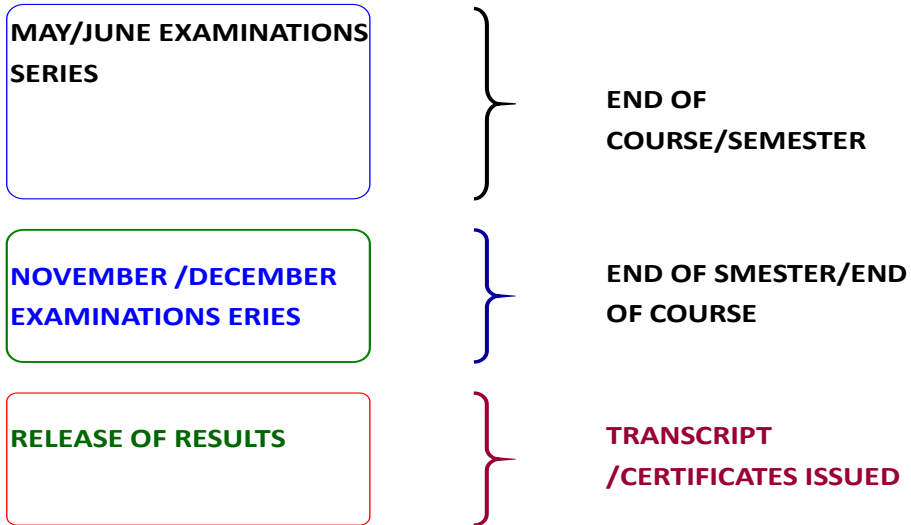 MAY/JUNE EXAMINATIONS
SERIES
END OF
COURSE/SEMESTER
NOVEMBER /DECEMBER
EXAMINATIONS ERIES
END OF SMESTER/END
OF COURSE
RELEASE OF RESULTS
TRANSCRIPT
/CERTIFICATES ISSUED